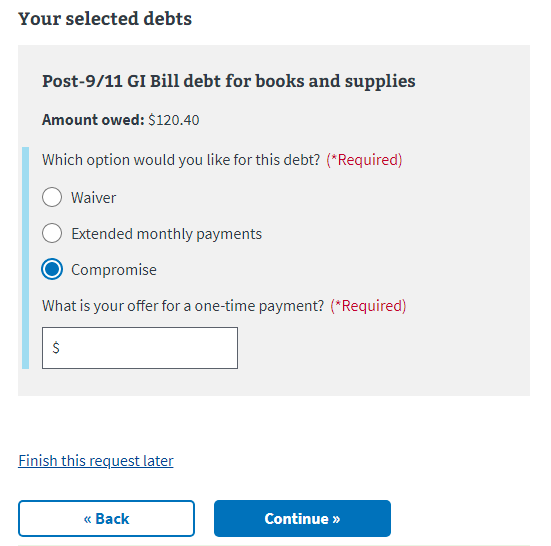 Your selected debts
Post-9/11 GI Bill debt for books and supplies
Amount owed: $120.40
Which option would you like for this debt? (*Required)
Waiver
Extended monthly payments
Compromise
What is your offer for a one-time payment? (*Required)
$
Finish this request later
« Back
Continue »